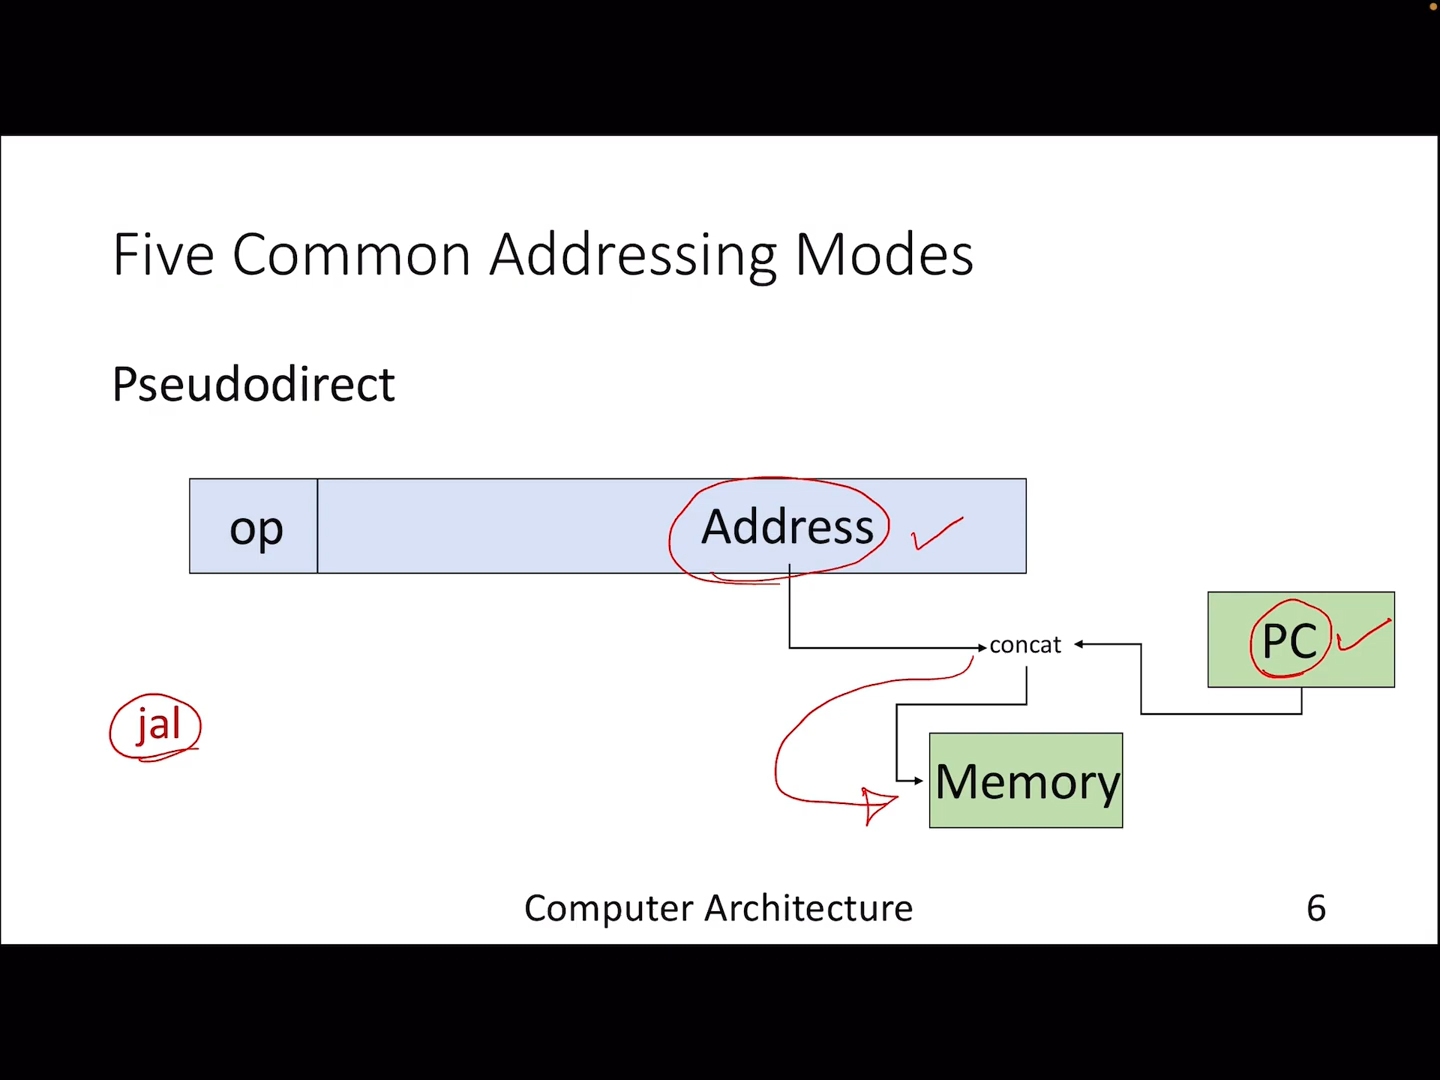 Five Common Addressing Modes
Pseudodirect
op Address
PC
concat
jal
Memory
Computer Architecture 6